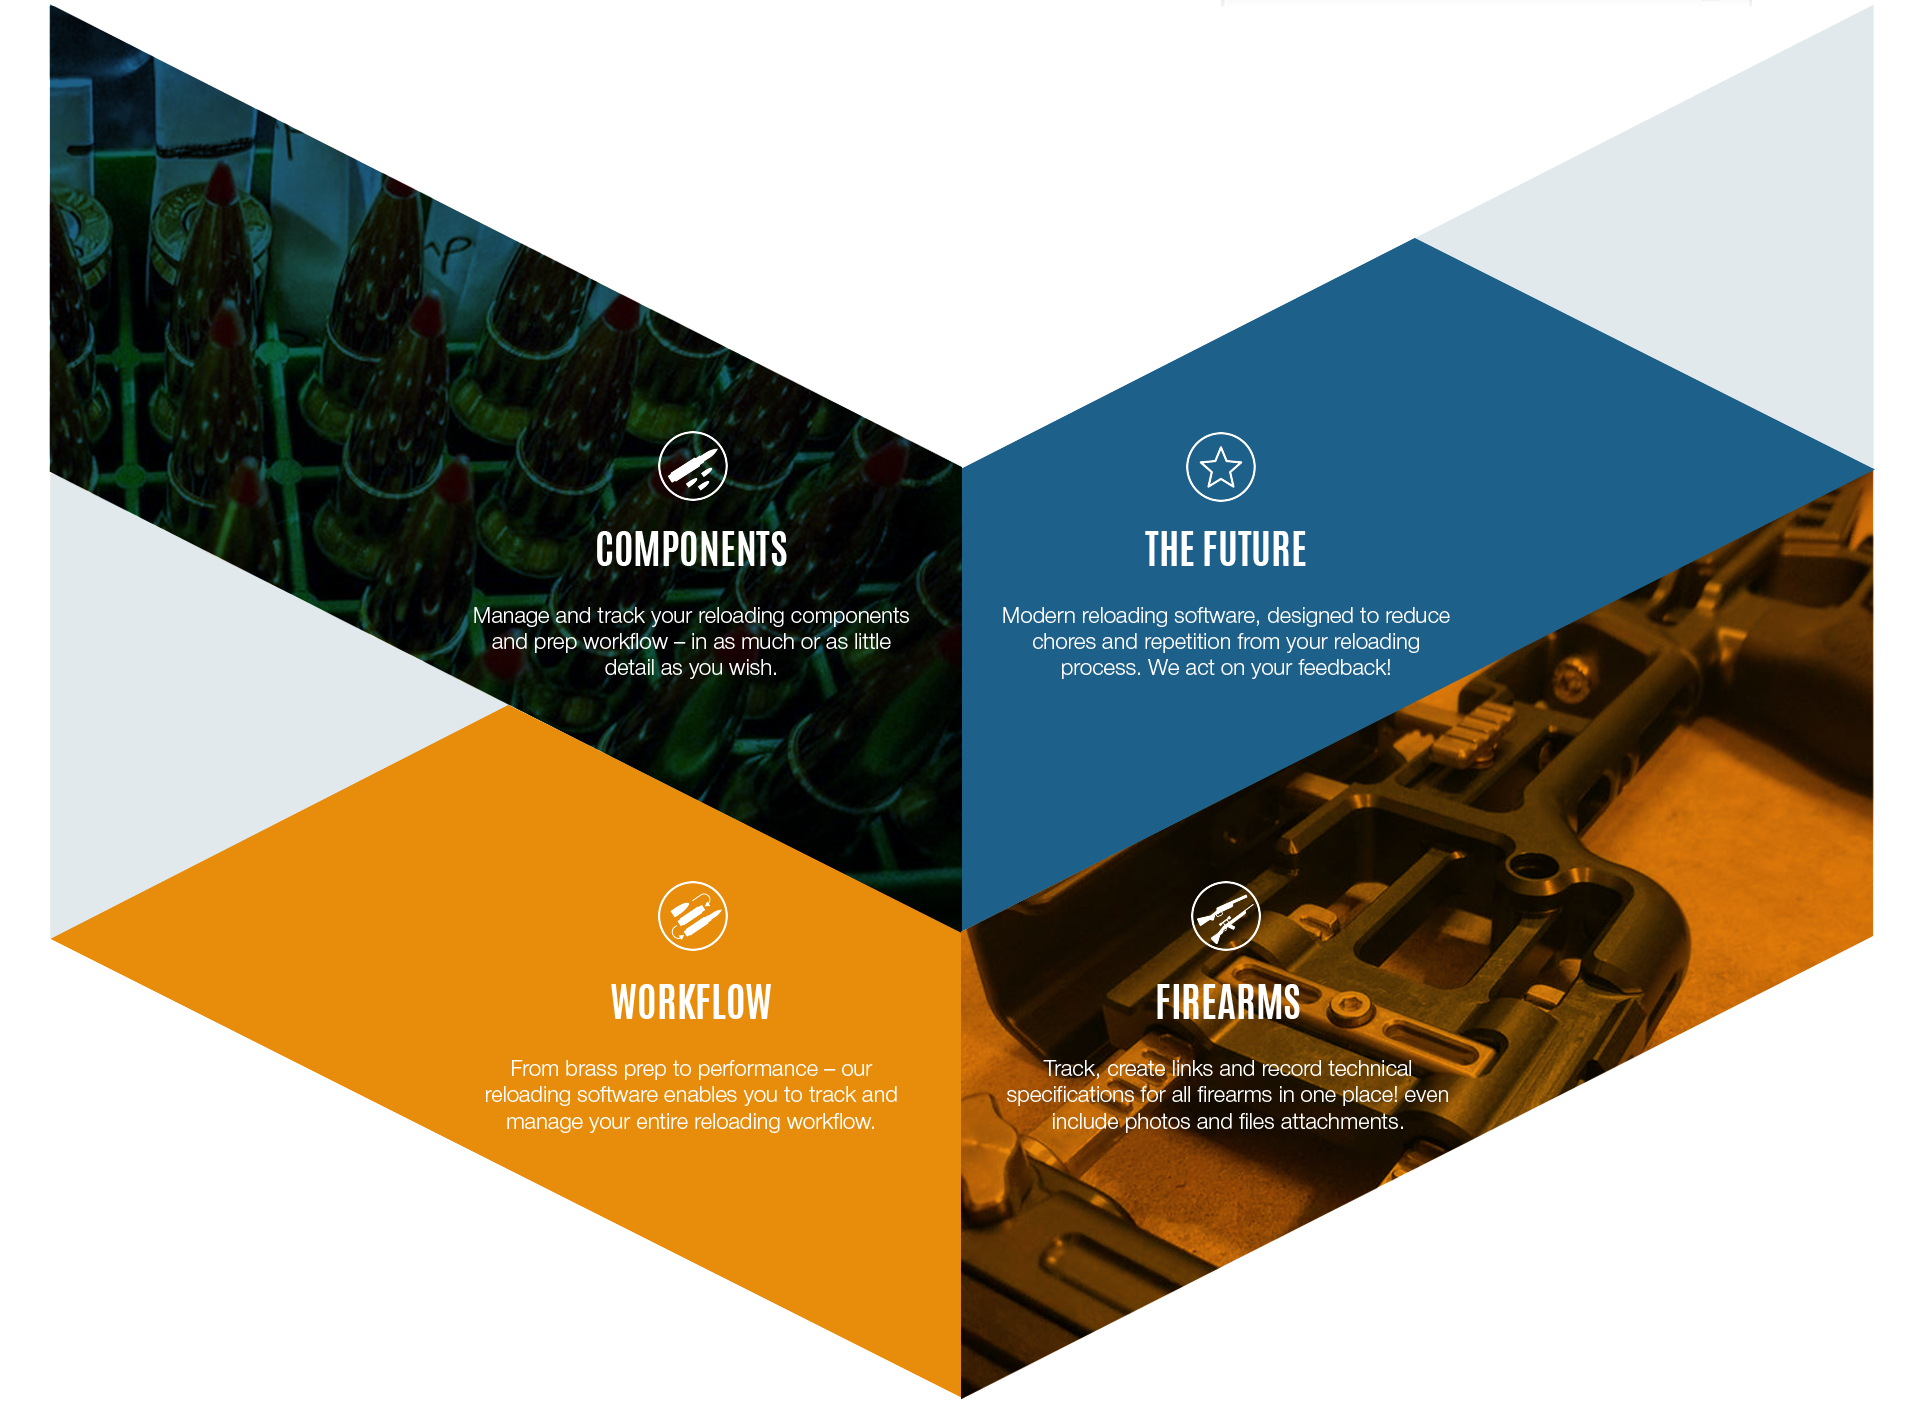 COMPONENTS
Manage and track your reloading components
and prep workflow – in as much or as little
detail as you wish.
THE FUTURE
Modern reloading software, designed to reduce
chores and repetition from your reloading
process. We act on your feedback!
WORKFLOW
From brass prep to performance – our
reloading software enables you to track and
manage your entire reloading workflow.
FIREARMS
Track, create links and record technical
specifications for all firearms in one place! even
include photos and files attachments.